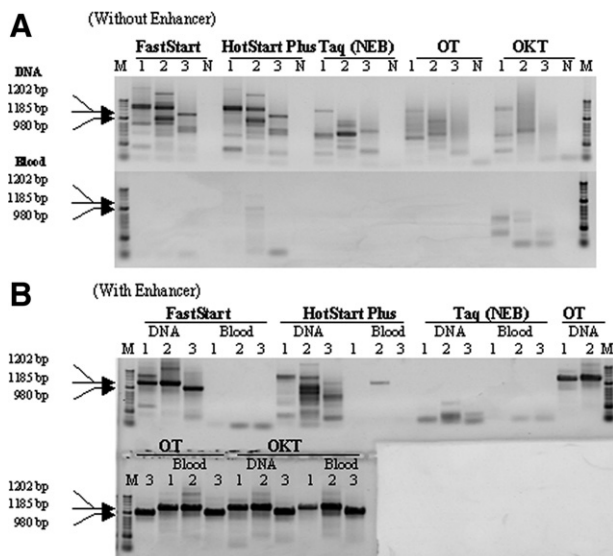 A
(Without Enhancer)
FastStart HotStart Plus Taq (NEB) OT OKT
M 1 2 3 N 1 2 3 N 1 2 3 N 1 2 3 N 1 2 3 N M
DNA
1202 bp
1185 bp
980 bp
Blood
1202 bp
1185 bp
980 bp
B
(With Enhancer)
FastStart HotStart Plus Taq (NEB) OT
DNA Blood DNA Blood DNA Blood DNA
M 1 2 3 1 2 3 1 2 3 1 2 3 1 2 3 1 2 3 1 2 M
1202 bp
1185 bp
980 bp
OT OKT
Blood DNA Blood
M 3 1 2 3 1 2 3 1 2 3
1202 bp
1185 bp
980 bp